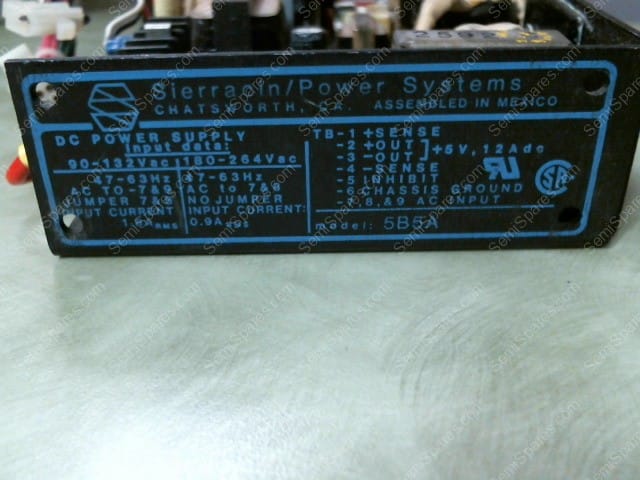 Sierracin/Power Systems
CHATSWORTH, CA. ASSEMBLED IN MEXICO
DC POWER SUPPLY
input data:
90-132Vac 180-264Vac
47-63Hz 47-63Hz
AC TO-7&9 AC to 7&8
JUMPER 7&8 NO JUMPER
INPUT CURRENT INPUT CURRENT:
RMS 0.9A
TB-1 +SENSE
-2 +OUT
-3 -OUT
+5V, 12Adc
-4 -SENSE
-5 INHIBIT
-6 CHASSIS GROUND
-7, 8, & 9 AC INPUT
model: 5B5A
SemiSpares.com